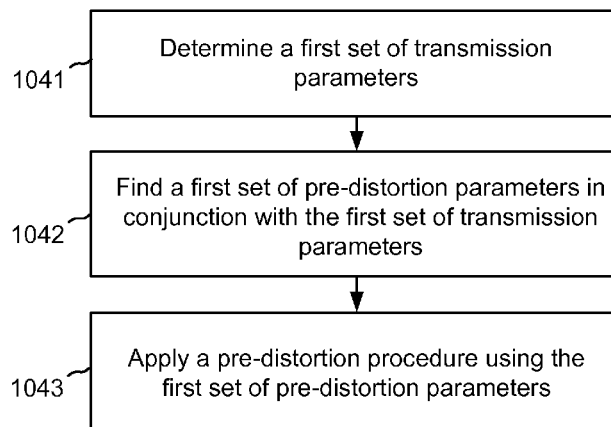 1041
Determine a first set of transmission
parameters
1042
Find a first set of pre-distortion parameters in
conjunction with the first set of transmission
parameters
1043
Apply a pre-distortion procedure using the
first set of pre-distortion parameters